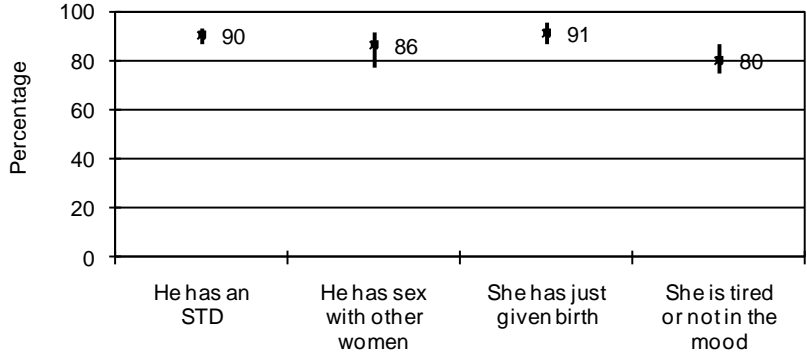 100
80
60
40
20
0
Percentage
90
86
91
80
He has an
STD
He has sex
with other
women
She has just
given birth
She is tired
or not in the
mood